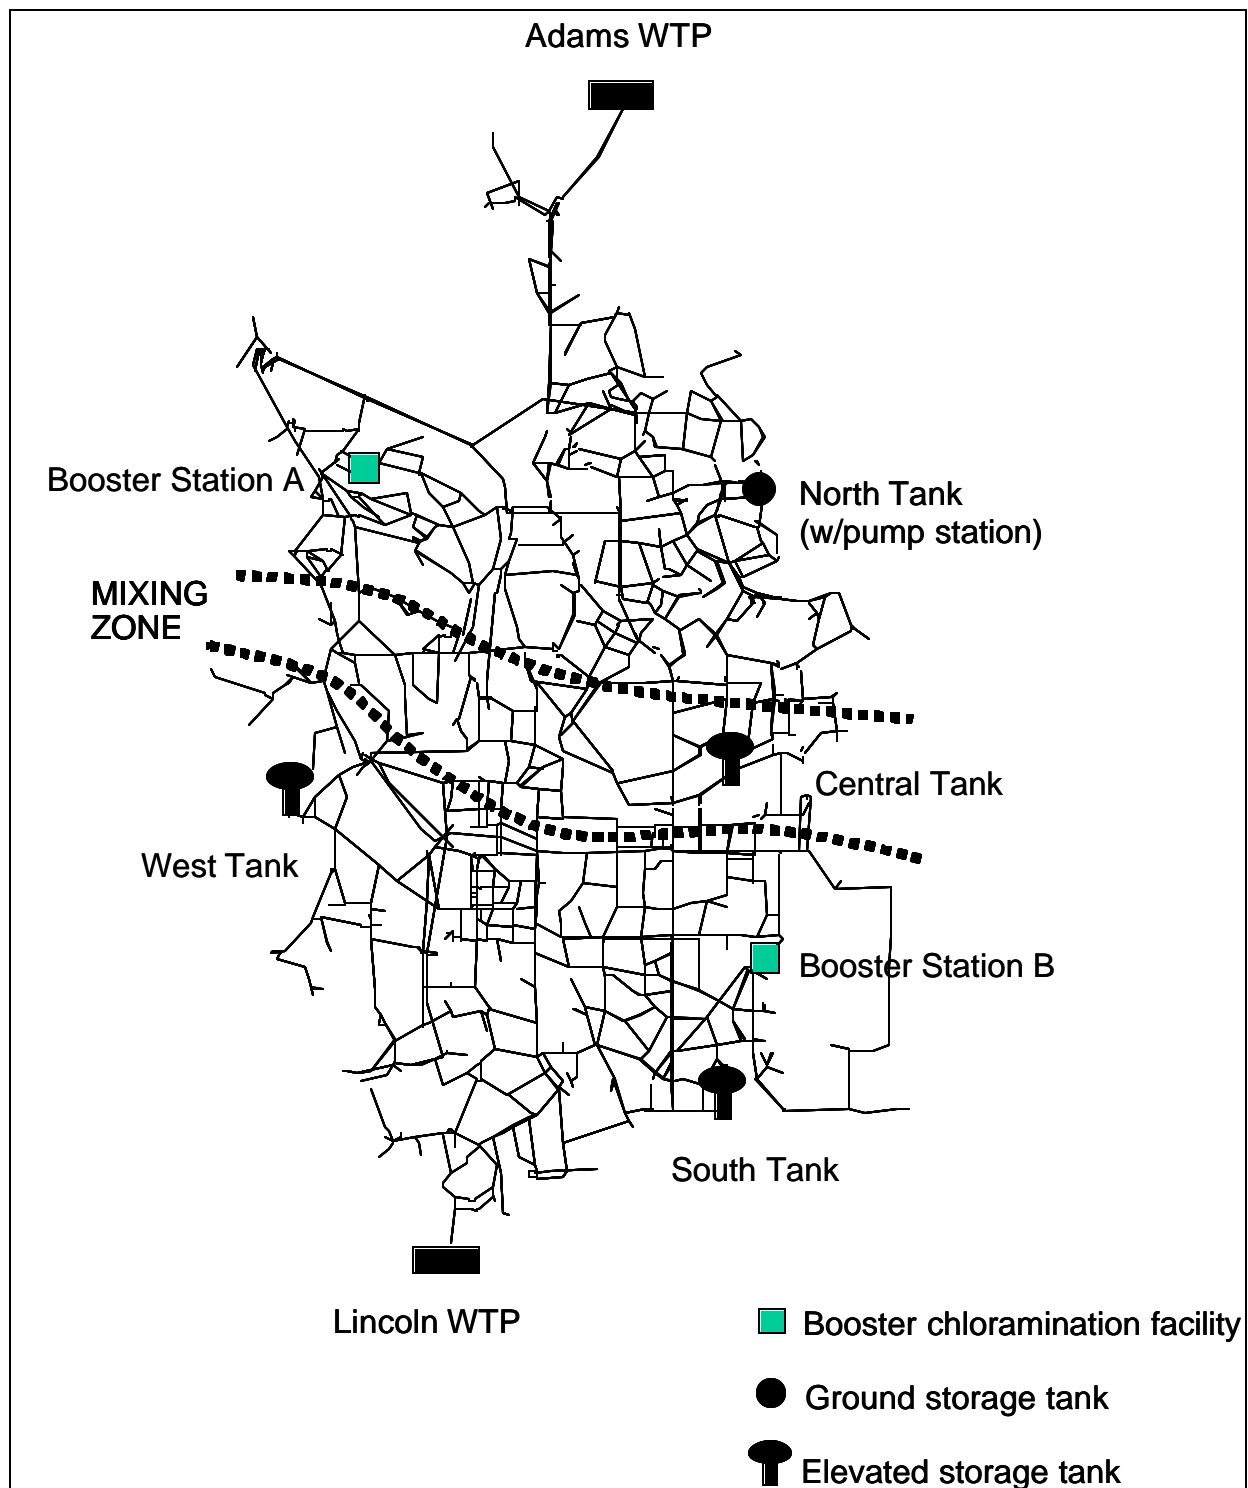 Adams WTP
Booster Station A
North Tank
(w/pump station)
MIXING
ZONE
Central Tank
West Tank
Booster Station B
South Tank
Lincoln WTP
Booster chloramination facility
Ground storage tank
Elevated storage tank